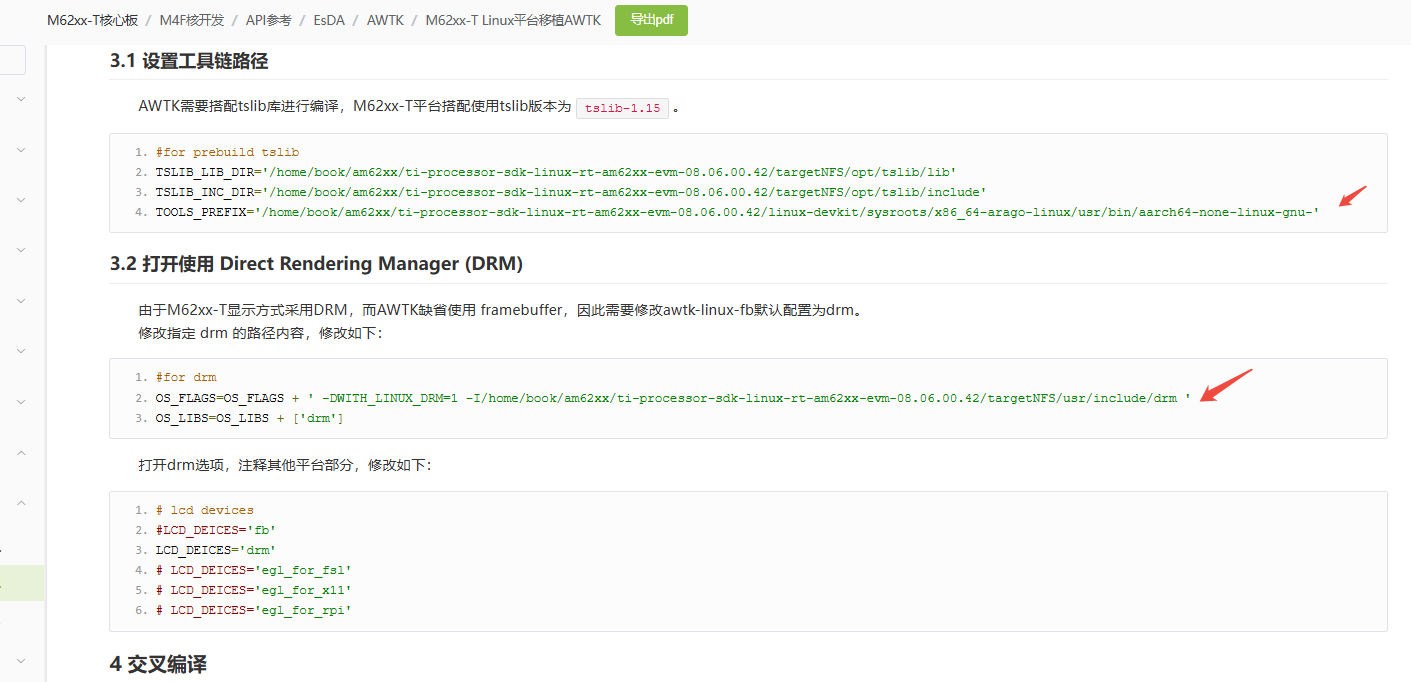 M62xx-T核心板 / M4F核开发 / API参考 / EsDA / AWTK / M62xx-T Linux平台移植AWTK 导出pdf
3.1 设置工具链路径
AWTK需要搭配tslib库进行编译，M62xx-T平台搭配使用tslib版本为 tslib-1.15 。
1. #for prebuild tslib
2. TSLIB_LIB_DIR='/home/book/am62xx/ti-processor-sdk-linux-rt-am62xx-evm-08.06.00.42/targetNFS/opt/tslib/lib'
3. TSLIB_INC_DIR='/home/book/am62xx/ti-processor-sdk-linux-rt-am62xx-evm-08.06.00.42/targetNFS/opt/tslib/include'
4. TOOLS_PREFIX='/home/book/am62xx/ti-processor-sdk-linux-rt-am62xx-evm-08.06.00.42/linux-devkit/sysroots/x86_64-arago-linux/usr/bin/aarch64-none-linux-gnu-'
3.2 打开使用 Direct Rendering Manager (DRM)
由于M62xx-T显示方式采用DRM，而AWTK缺省使用 framebuffer，因此需要修改awtk-linux-fb默认配置为drm。
修改指定 drm 的路径内容，修改如下：
1. #for drm
2. OS_FLAGS=OS_FLAGS + ' -DWITH_LINUX_DRM=1 -I/home/book/am62xx/ti-processor-sdk-linux-rt-am62xx-evm-08.06.00.42/targetNFS/usr/include/drm '
3. OS_LIBS=OS_LIBS + ['drm']
打开drm选项，注释其他平台部分，修改如下：
1. # lcd devices
2. #LCD_DEICES='fb'
3. LCD_DEICES='drm'
4. # LCD_DEICES='egl_for_fsl'
5. # LCD_DEICES='egl_for_x11'
6. # LCD_DEICES='egl_for_rpi'
4 交叉编译